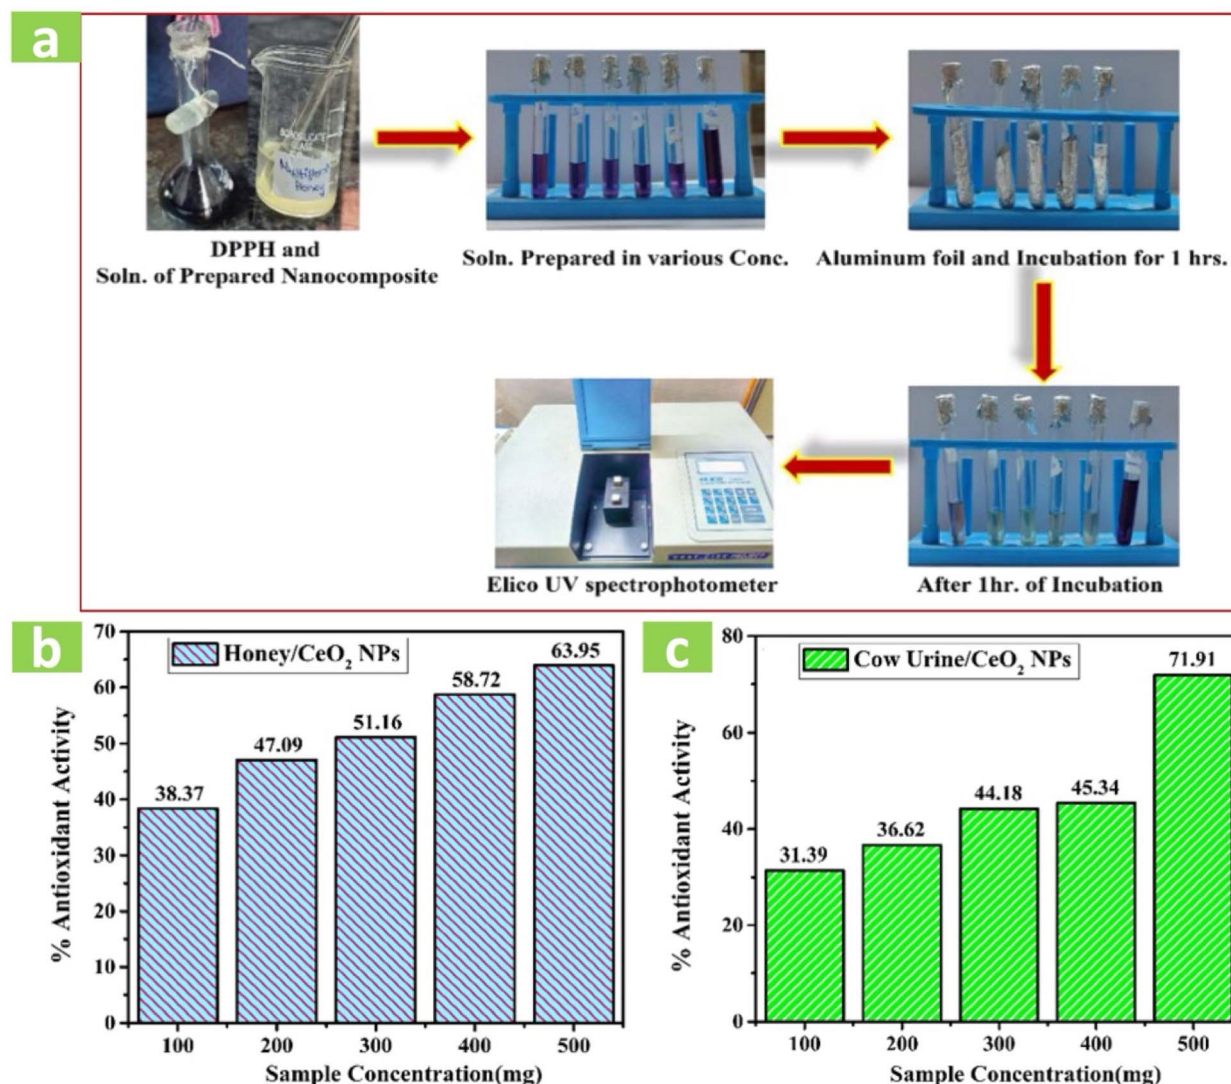 a
BOROSILICATE
Multifloral
Honey
DPPH and
Soln. of Prepared Nanocomposite
Soln. Prepared in various Conc.
Aluminum foil and Incubation for 1 hrs.
Elico UV spectrophotometer
After 1hr. of Incubation
b
Honey/CeO₂ NPs
% Antioxidant Activity
70
60
50
40
30
20
10
0
38.37
47.09
51.16
58.72
63.95
100
200
300
400
500
Sample Concentration(mg)
c
Cow Urine/CeO₂ NPs
% Antioxidant Activity
80
60
40
20
0
31.39
36.62
44.18
45.34
71.91
100
200
300
400
500
Sample Concentration(mg)